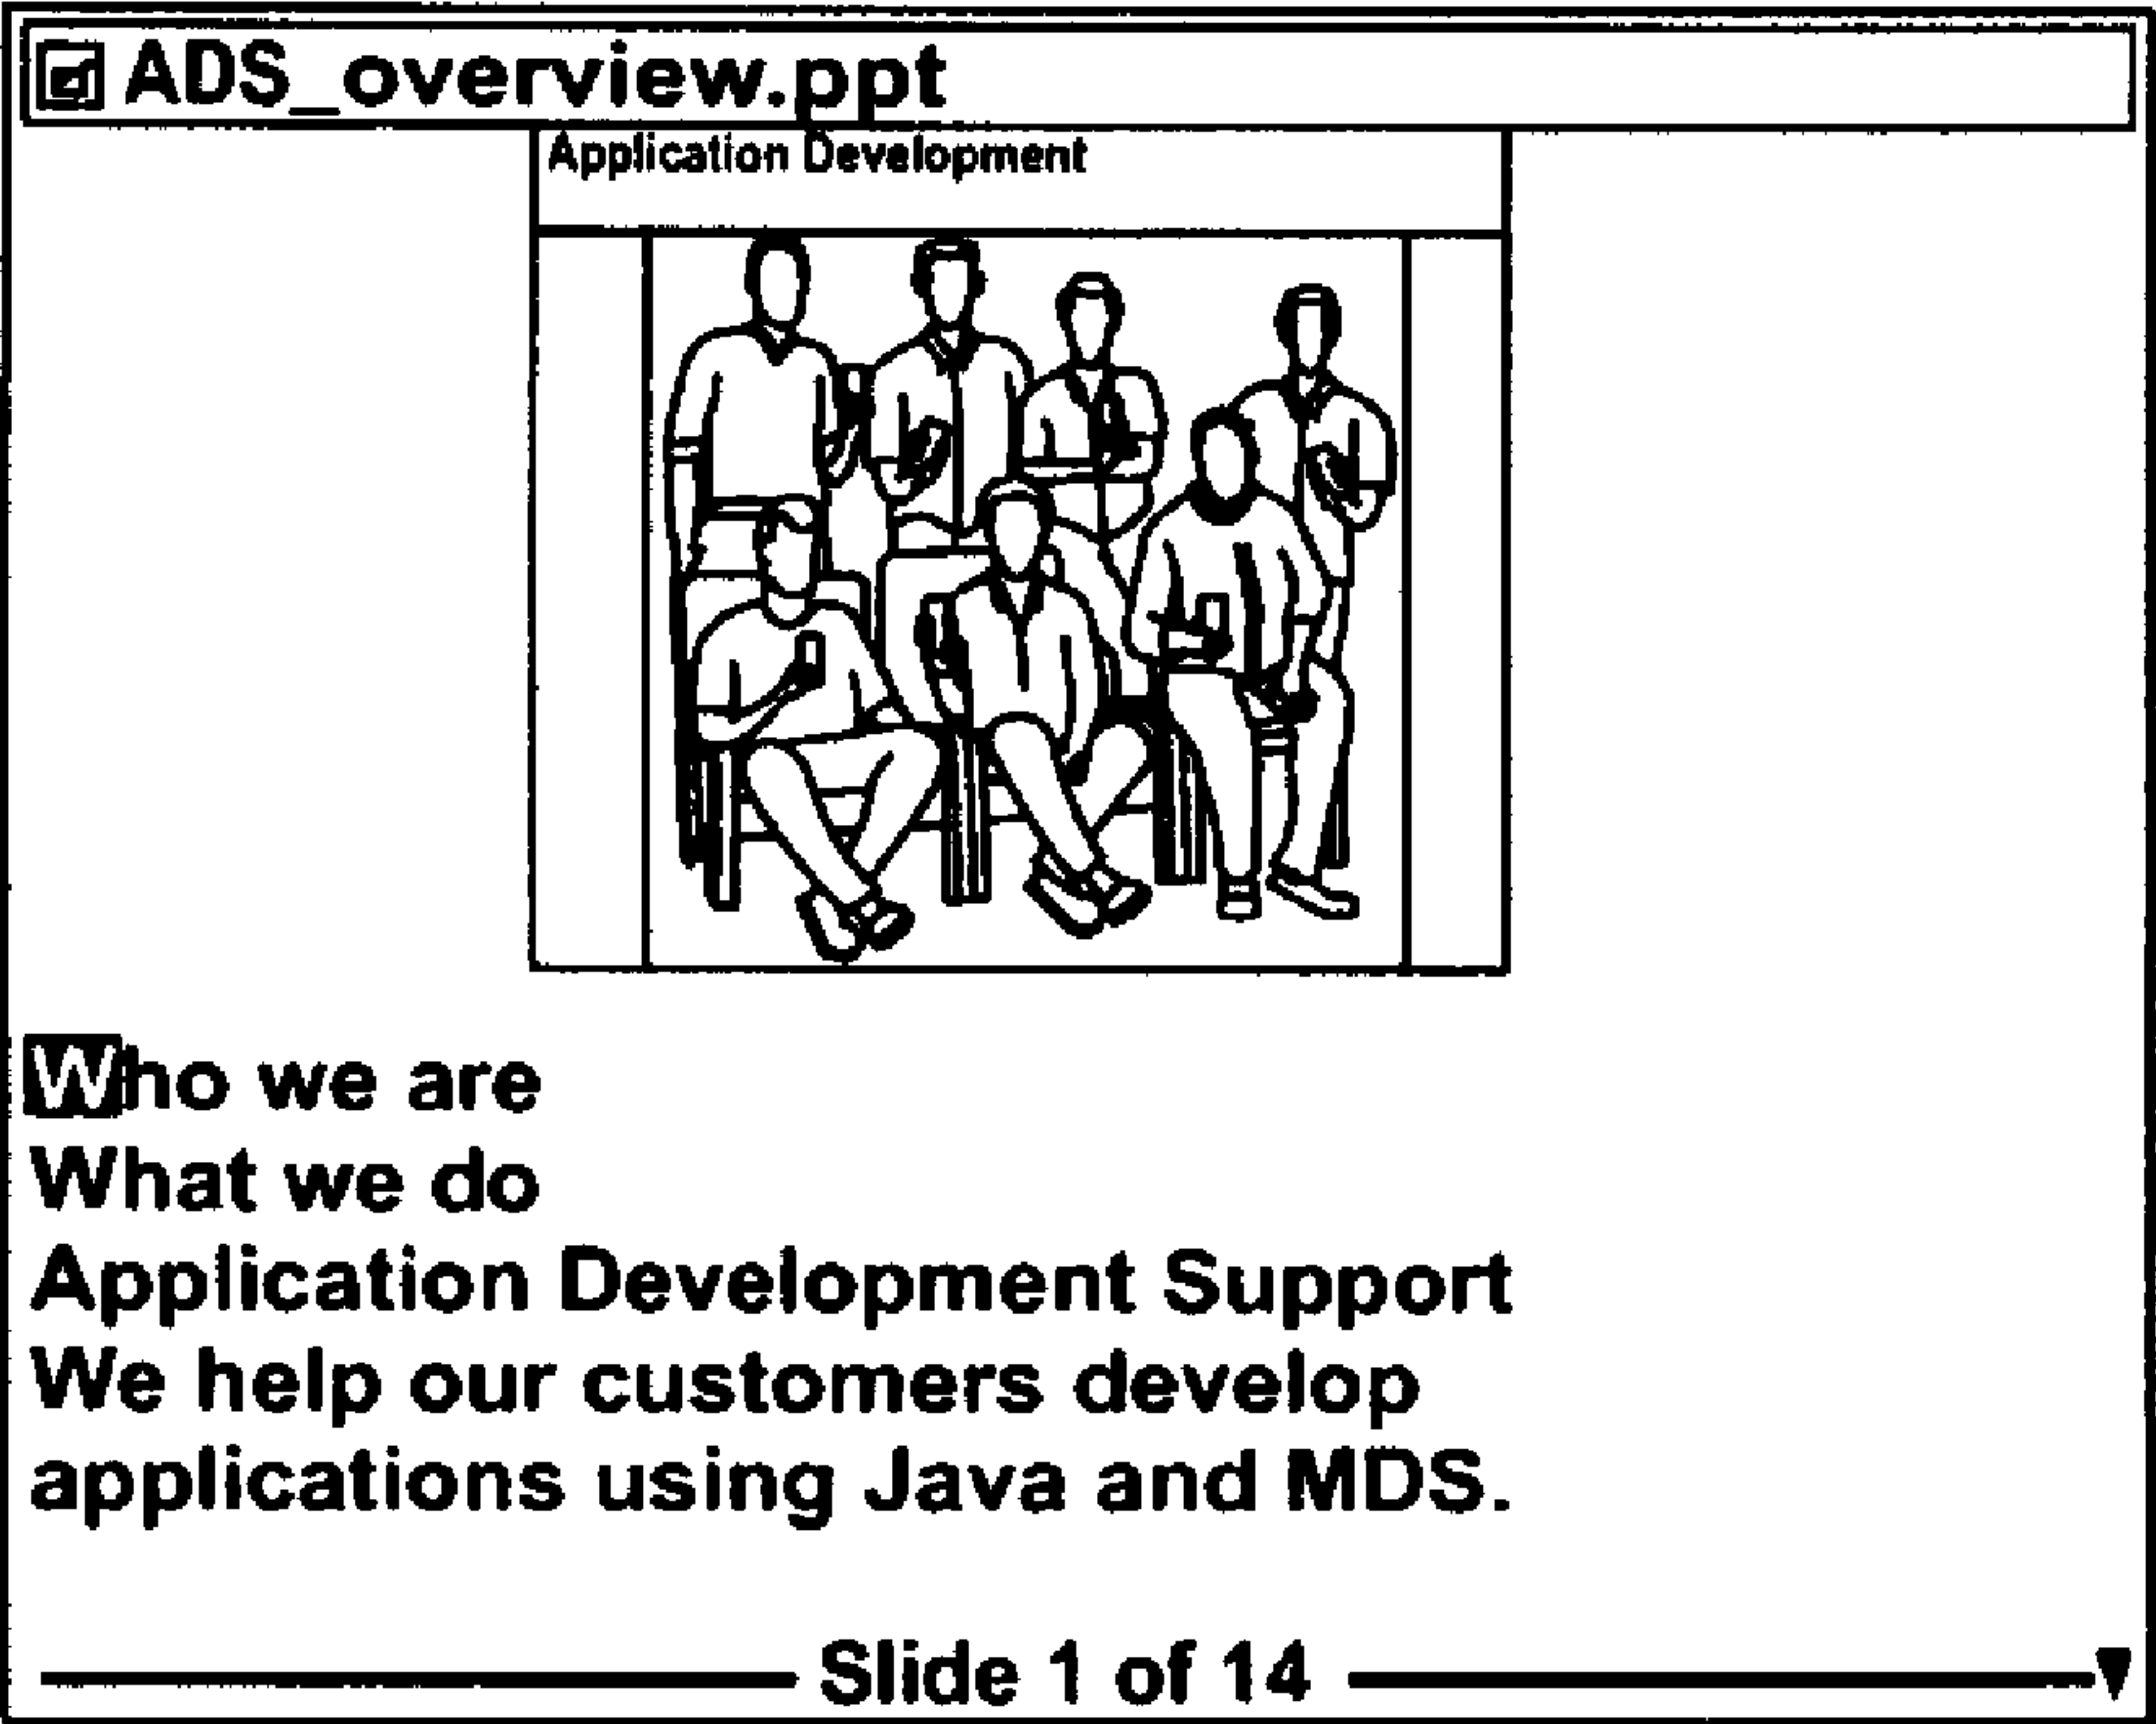 ADS_overview.ppt
Application Development
Who we are
What we do
Application Development Support
We help our customers develop
applications using Java and MDS.
Slide 1 of 14